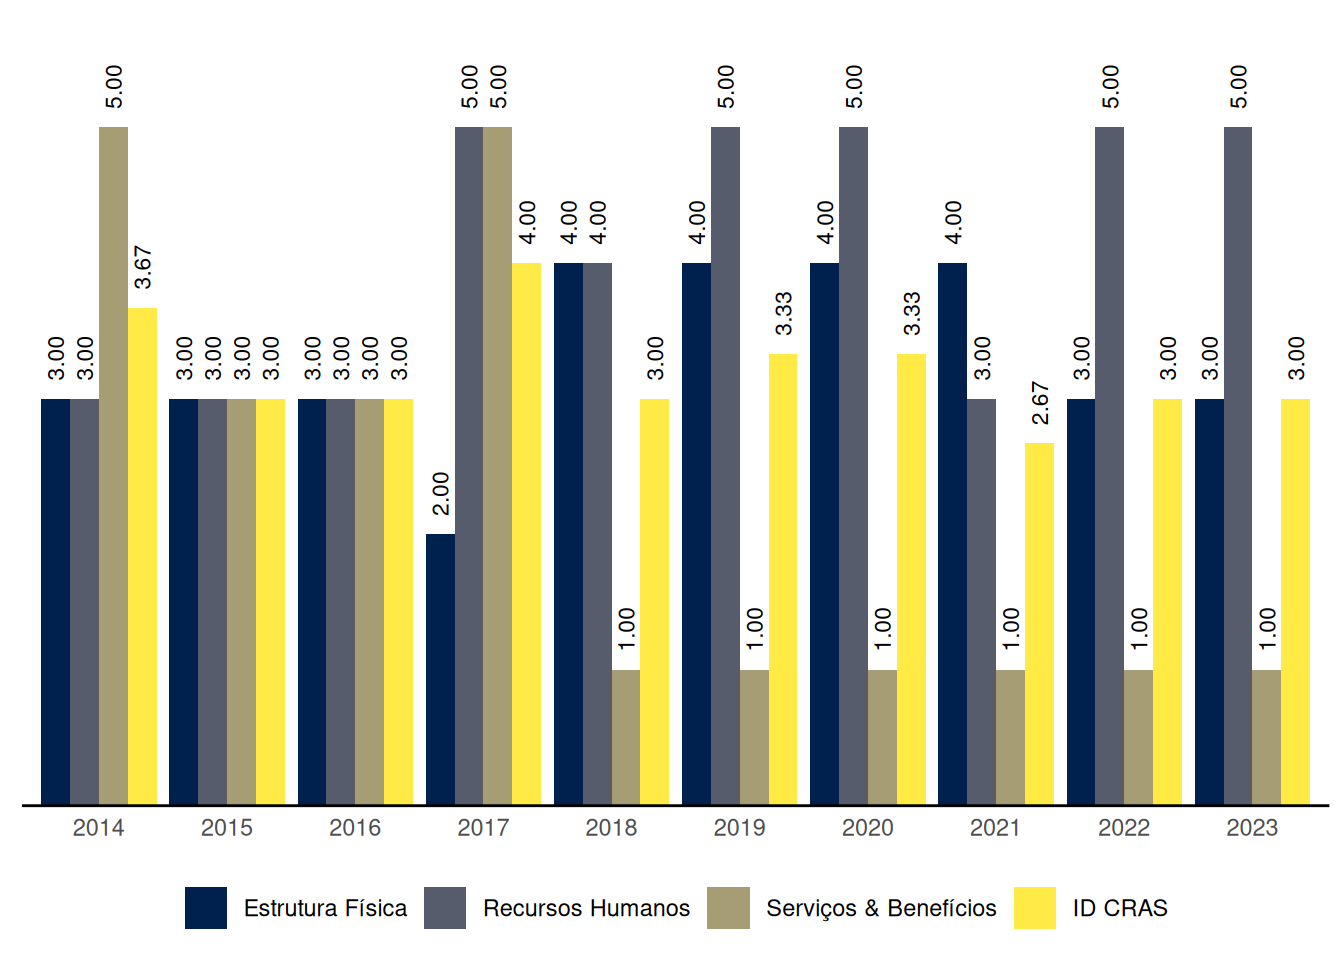 5.00 5.00 5.00 5.00 5.00 5.00 5.00
4.00 4.00 4.00 4.00 4.00 4.00
3.67
3.33 3.33
3.00 3.00 3.00 3.00 3.00 3.00 3.00 3.00 3.00 3.00 3.00 3.00 3.00 3.00 3.00 3.00
2.67
2.00
1.00 1.00 1.00 1.00 1.00 1.00
2014 2015 2016 2017 2018 2019 2020 2021 2022 2023
Estrutura Física Recursos Humanos Serviços & Benefícios ID CRAS